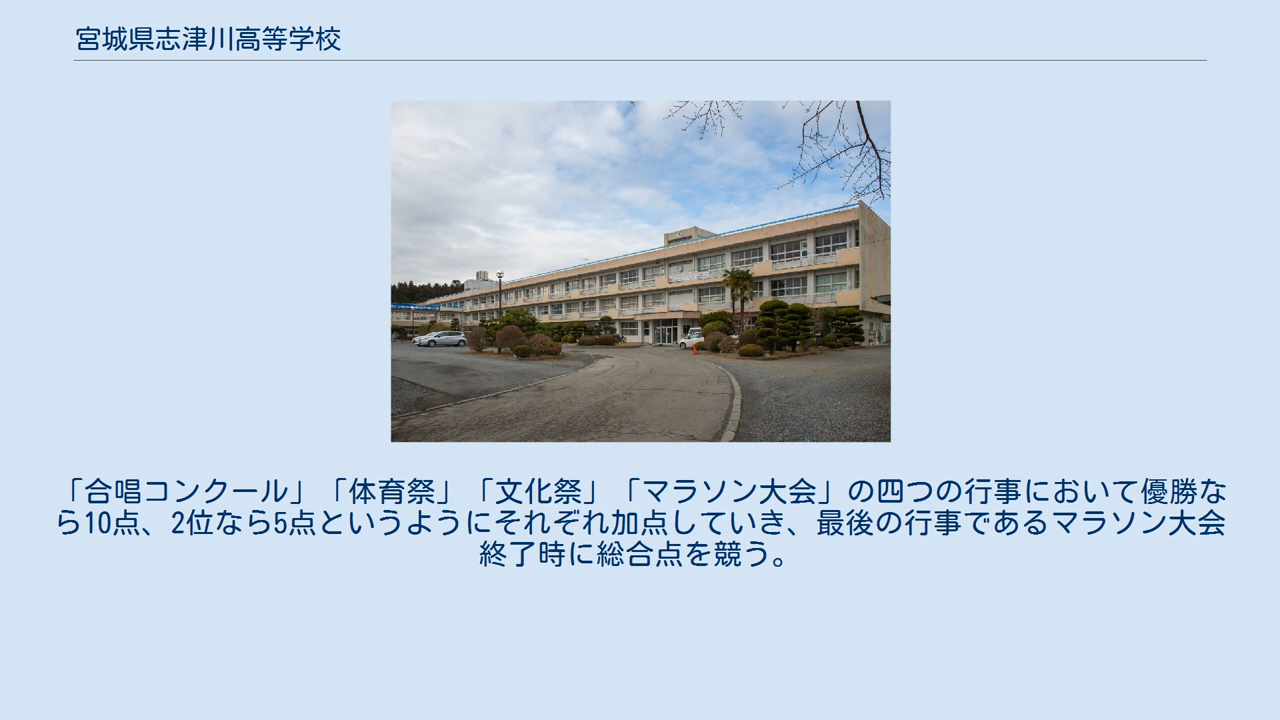 宮城県志津川高等学校
「合唱コンクール」「体育祭」「文化祭」「マラソン大会」の四つの行事において優勝な
ら10点、2位なら5点というようにそれぞれ加点していき、最後の行事であるマラソン大会
終了時に総合点を競う。